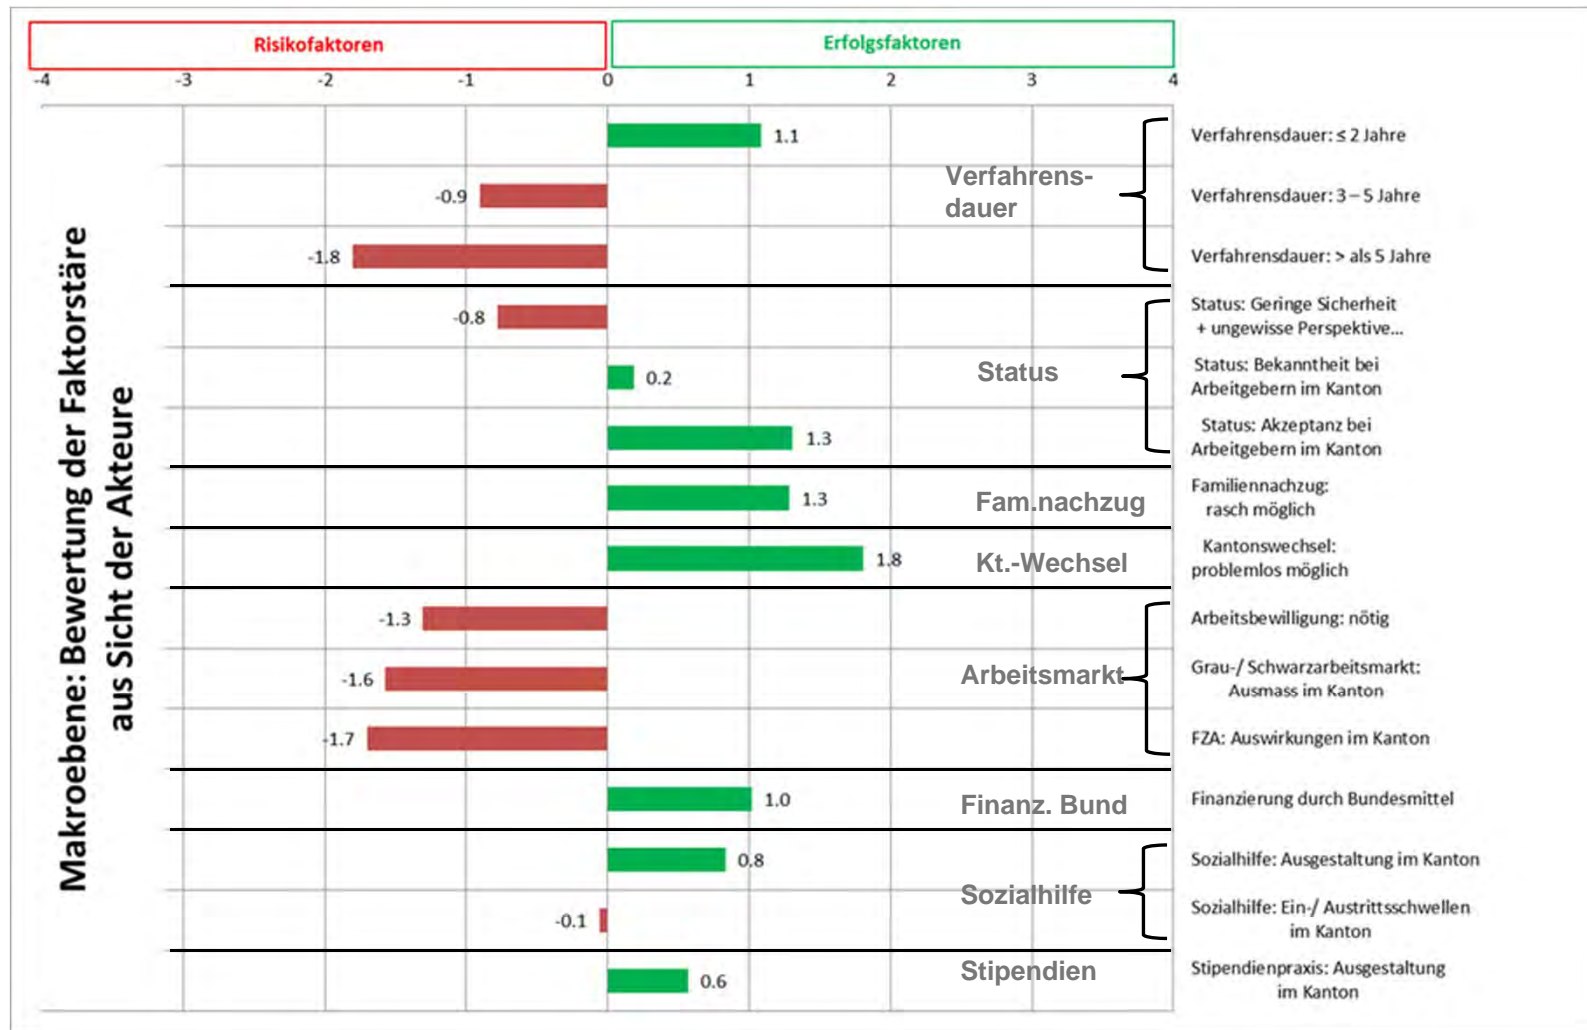 Risikofaktoren
Erfolgsfaktoren
-4 -3 -2 -1 0 1 2 3 4
Makroebene: Bewertung der Faktorstäre
aus Sicht der Akteure
1.1
Verfahrensdauer: ≤ 2 Jahre
Verfahrens-
dauer
-0.9
Verfahrensdauer: 3 – 5 Jahre
-1.8
Verfahrensdauer: > als 5 Jahre
-0.8
Status: Geringe Sicherheit
+ ungewisse Perspektive...
Status
0.2
Status: Bekanntheit bei
Arbeitgebern im Kanton
1.3
Status: Akzeptanz bei
Arbeitgebern im Kanton
1.3
Fam.nachzug
Familiennachzug:
rasch möglich
1.8
Kt.-Wechsel
Kantonswechsel:
problemlos möglich
-1.3
Arbeitsbewilligung: nötig
Arbeitsmarkt
-1.6
Grau-/ Schwarzarbeitsmarkt:
Ausmass im Kanton
-1.7
FZA: Auswirkungen im Kanton
1.0
Finanz. Bund
Finanzierung durch Bundesmittel
0.8
Sozialhilfe: Ausgestaltung im Kanton
Sozialhilfe
-0.1
Sozialhilfe: Ein-/ Austrittsschwellen
im Kanton
0.6
Stipendien
Stipendienpraxis: Ausgestaltung
im Kanton